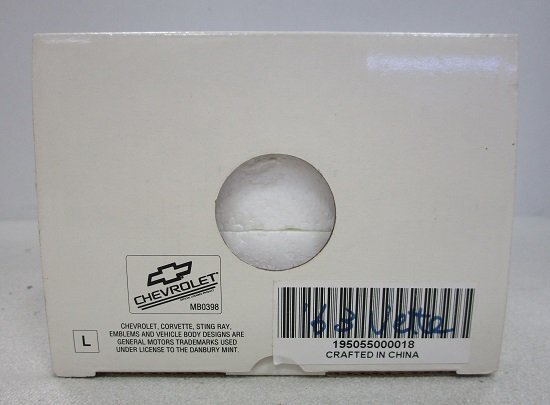 CHEVROLET
MB0398
CHEVROLET, CORVETTE, STING RAY,
EMBLEMS AND VEHICLE BODY DESIGNS ARE
GENERAL MOTORS TRADEMARKS USED
UNDER LICENSE TO THE DANBURY MINT.
L
'63 Vette
195055000018
CRAFTED IN CHINA